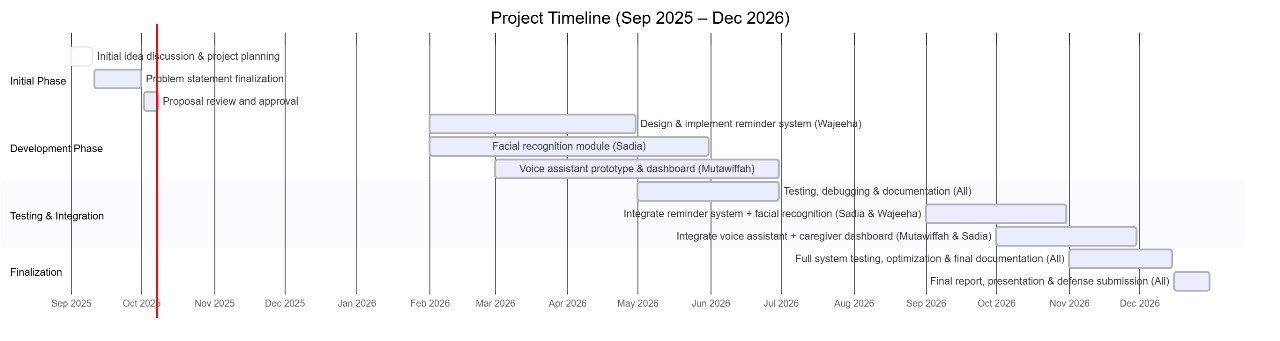 Project Timeline (Sep 2025 – Dec 2026)
Initial idea discussion & project planning
Initial Phase
Problem statement finalization
Proposal review and approval
Design & implement reminder system (Wajeeha)
Development Phase
Facial recognition module (Sadia)
Voice assistant prototype & dashboard (Mutawiffah)
Testing, debugging & documentation (All)
Testing & Integration
Integrate reminder system + facial recognition (Sadia & Wajeeha)
Integrate voice assistant + caregiver dashboard (Mutawiffah & Sadia)
Full system testing, optimization & final documentation (All)
Finalization
Final report, presentation & defense submission (All)
Sep 2025 Oct 2025 Nov 2025 Dec 2025 Jan 2026 Feb 2026 Mar 2026 Apr 2026 May 2026 Jun 2026 Jul 2026 Aug 2026 Sep 2026 Oct 2026 Nov 2026 Dec 2026